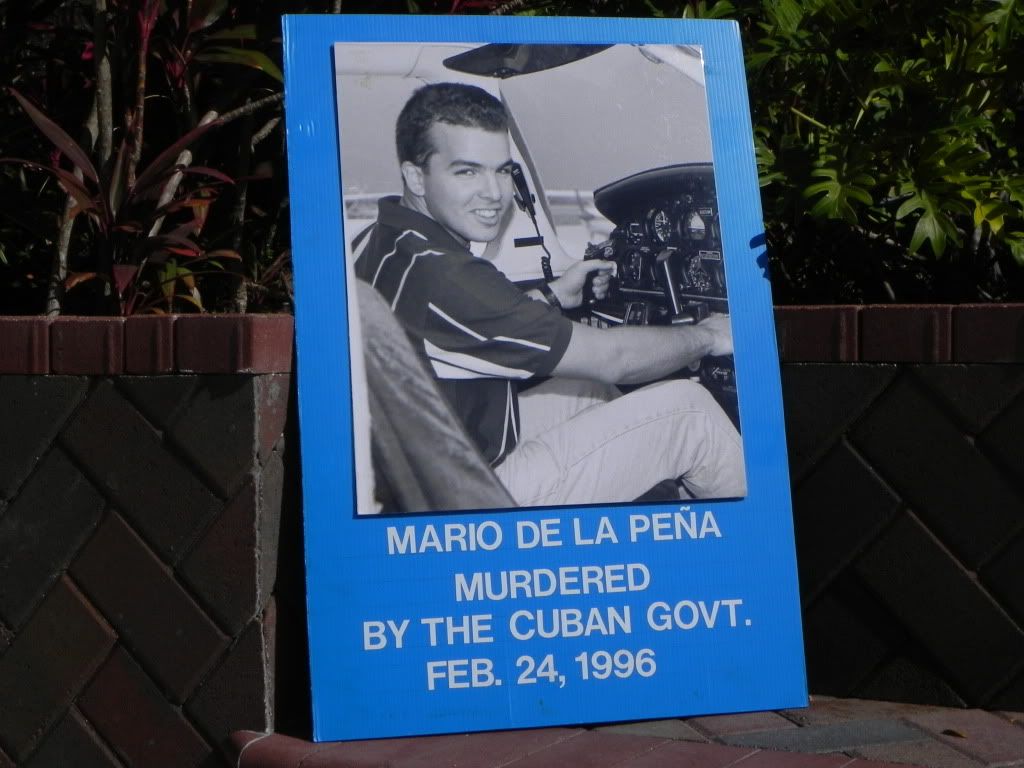 MARIO DE LA PEÑA
MURDERED
BY THE CUBAN GOVT.
FEB. 24, 1996